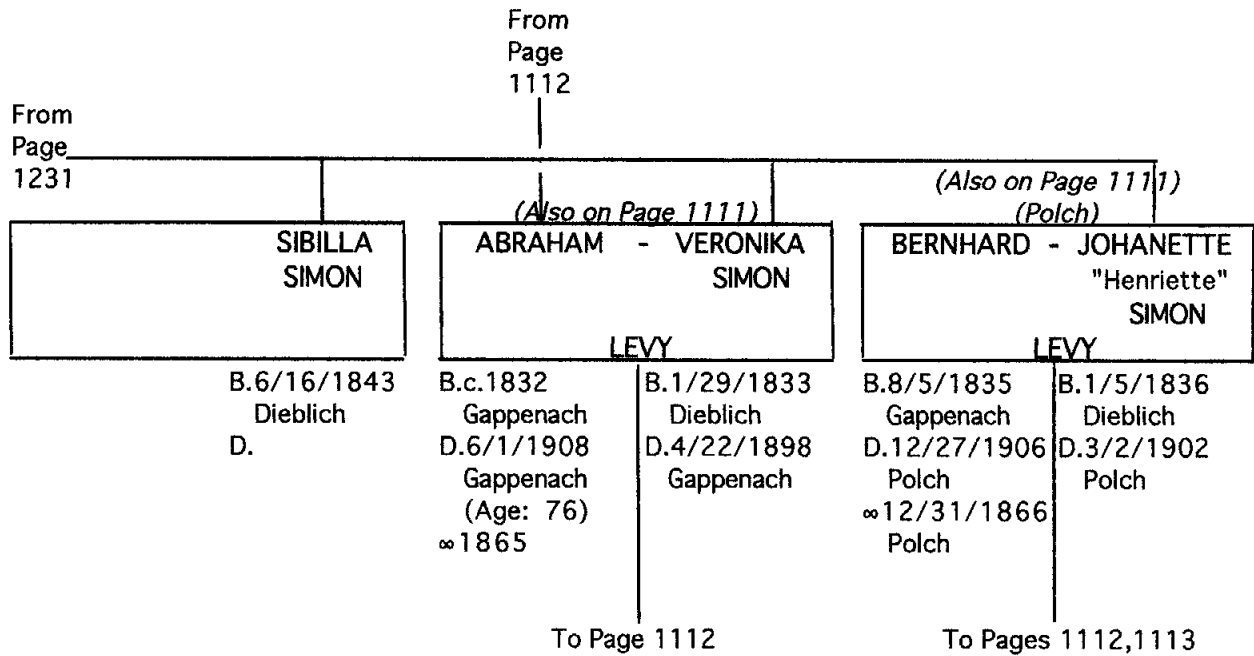 From
Page
1112
From
Page
1231
(Also on Page 1111)
(Polch)
(Also on Page 1111)
SIBILLA
SIMON
ABRAHAM - VERONIKA
SIMON
LEVY
BERNHARD - JOHANETTE
"Henriette"
SIMON
LEVY
B.6/16/1843
Dieblich
D.
B.c.1832
Gappenach
D.6/1/1908
Gappenach
(Age: 76)
∞1865
B.1/29/1833
Dieblich
D.4/22/1898
Gappenach
B.8/5/1835
Gappenach
D.12/27/1906
Polch
∞12/31/1866
Polch
B.1/5/1836
Dieblich
D.3/2/1902
Polch
To Page 1112
To Pages 1112,1113